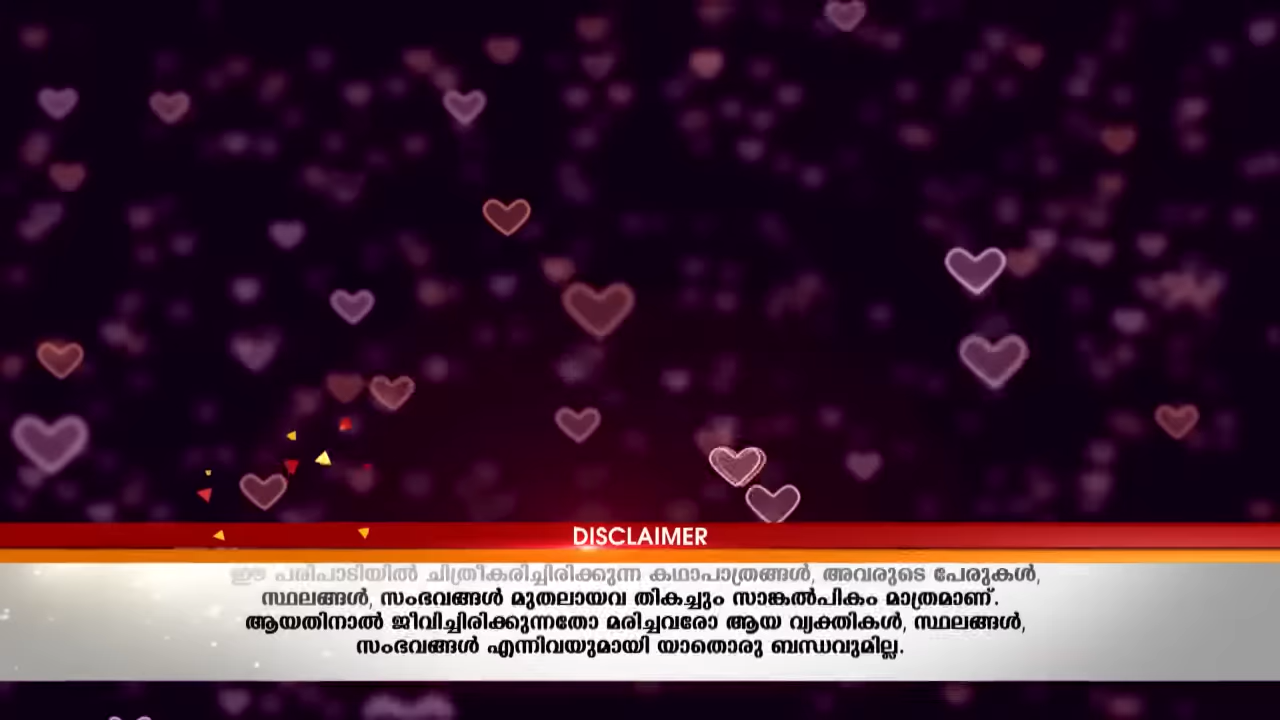 DISCLAIMER
ഈ പരിപാടിയിൽ ചിത്രീകരിച്ചിരിക്കുന്ന കഥാപാത്രങ്ങൾ, അവരുടെ പേരുകൾ,
സ്ഥലങ്ങൾ, സംഭവങ്ങൾ മുതലായവ തികച്ചും സാങ്കൽപികം മാത്രമാണ്.
ആയതിനാൽ ജീവിച്ചിരിക്കുന്നതോ മരിച്ചവരോ ആയ വ്യക്തികൾ, സ്ഥലങ്ങൾ,
സംഭവങ്ങൾ എന്നിവയുമായി യാതൊരു ബന്ധവുമില്ല.